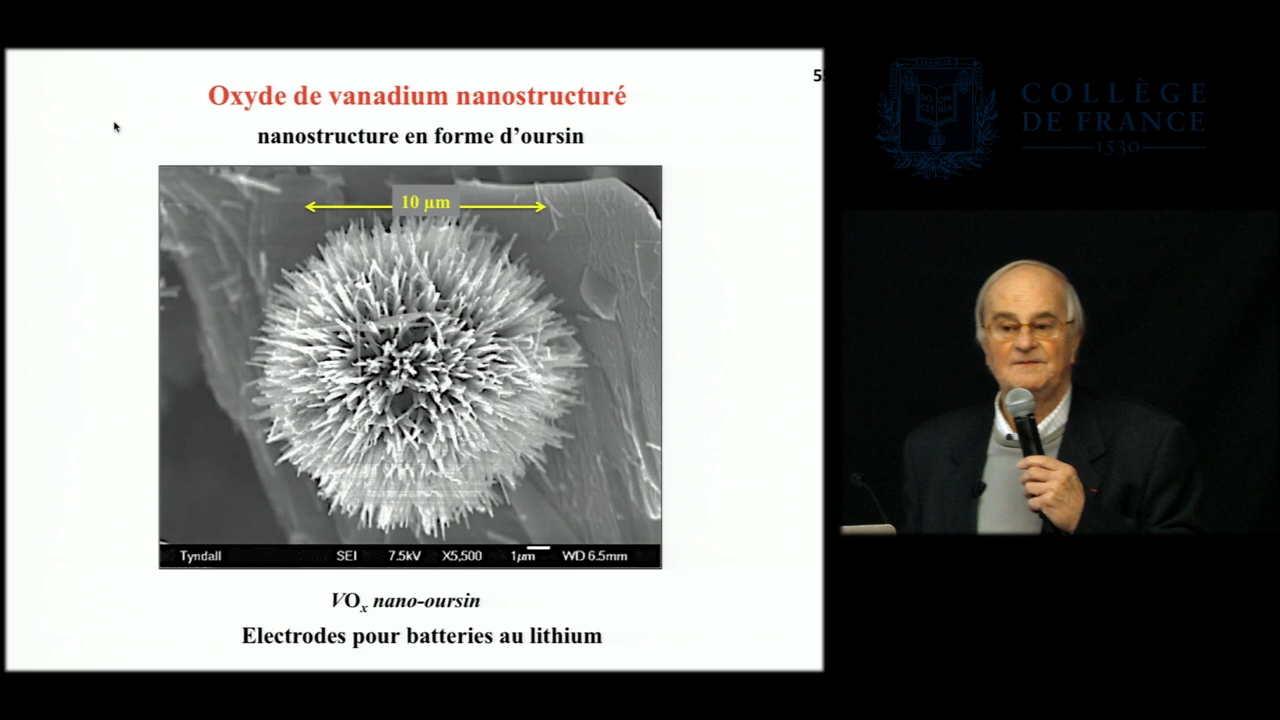 5
Oxyde de vanadium nanostructuré
nanostructure en forme d'oursin
10 µm
Tyndall SEI 7.5kV X5,500 1µm WD 6.5mm
VOx nano-oursin
Electrodes pour batteries au lithium
COLLÈGE
DE FRANCE
1530